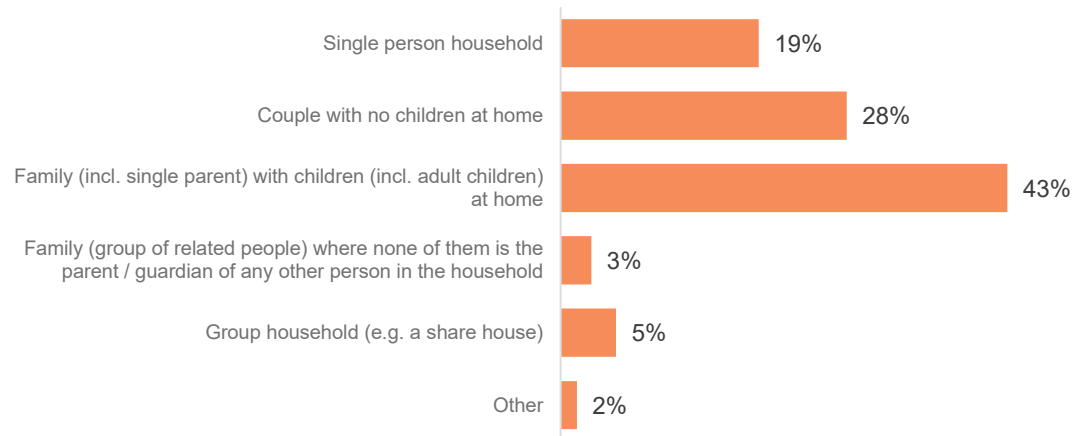 Single person household
19%
Couple with no children at home
28%
Family (incl. single parent) with children (incl. adult children)
at home
43%
Family (group of related people) where none of them is the
parent / guardian of any other person in the household
3%
Group household (e.g. a share house)
5%
Other
2%